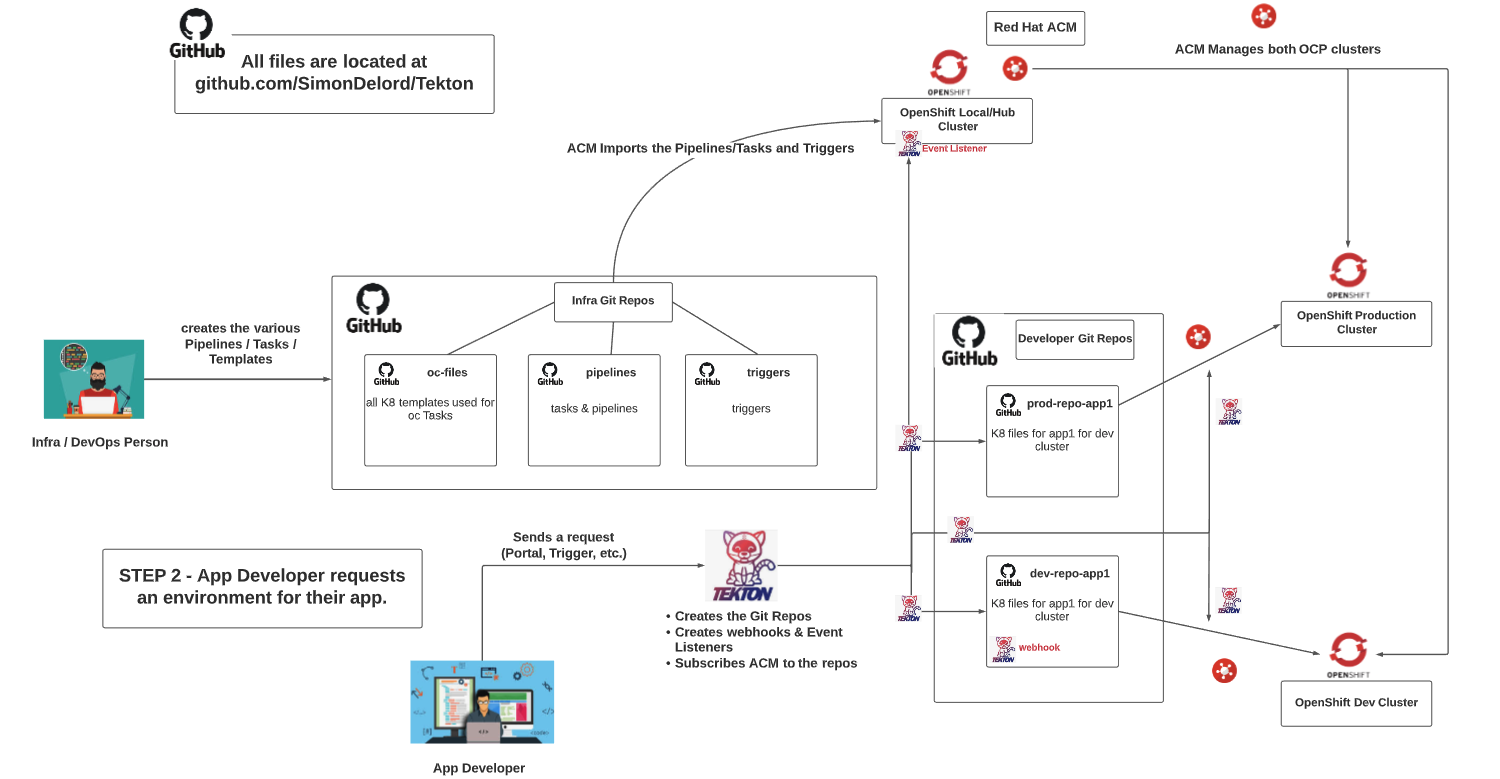 GitHub
All files are located at
github.com/SimonDelord/Tekton
Red Hat ACM
ACM Manages both OCP clusters
OPENSHIFT
OpenShift Local/Hub
Cluster
TEKTON
Event Listener
ACM Imports the Pipelines/Tasks and Triggers
creates the various
Pipelines / Tasks /
Templates
Infra / DevOps Person
GitHub
Infra Git Repos
GitHub
oc-files
all K8 templates used for
oc Tasks
GitHub
pipelines
tasks & pipelines
GitHub
triggers
triggers
GitHub
Developer Git Repos
GitHub
prod-repo-app1
K8 files for app1 for dev
cluster
TEKTON
OPENSHIFT
OpenShift Production
Cluster
TEKTON
TEKTON
GitHub
dev-repo-app1
K8 files for app1 for dev
cluster
TEKTON
webhook
TEKTON
TEKTON
OPENSHIFT
OpenShift Dev Cluster
STEP 2 - App Developer requests
an environment for their app.
Sends a request
(Portal, Trigger, etc.)
TEKTON
• Creates the Git Repos
• Creates webhooks & Event
Listeners
• Subscribes ACM to the repos
App Developer